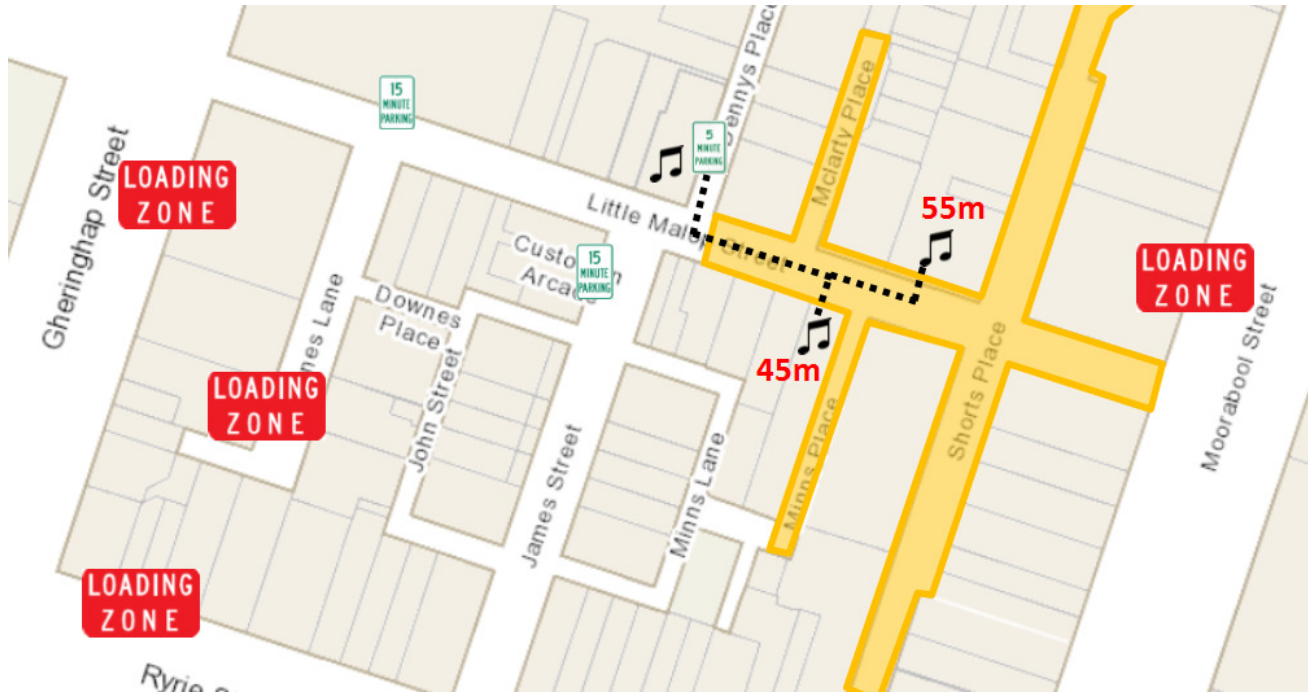 15
MINUTE
PARKING
5
MINUTE
PARKING
Dennys Place
Mclarty Place
Gheringhap Street
LOADING
ZONE
55m
Little Malop Street
LOADING
ZONE
15
MINUTE
PARKING
Downes
Place
45m
LOADING
ZONE
John Street
James Street
Minns Lane
Minns Place
Shorts Place
Moorabool Street
LOADING
ZONE